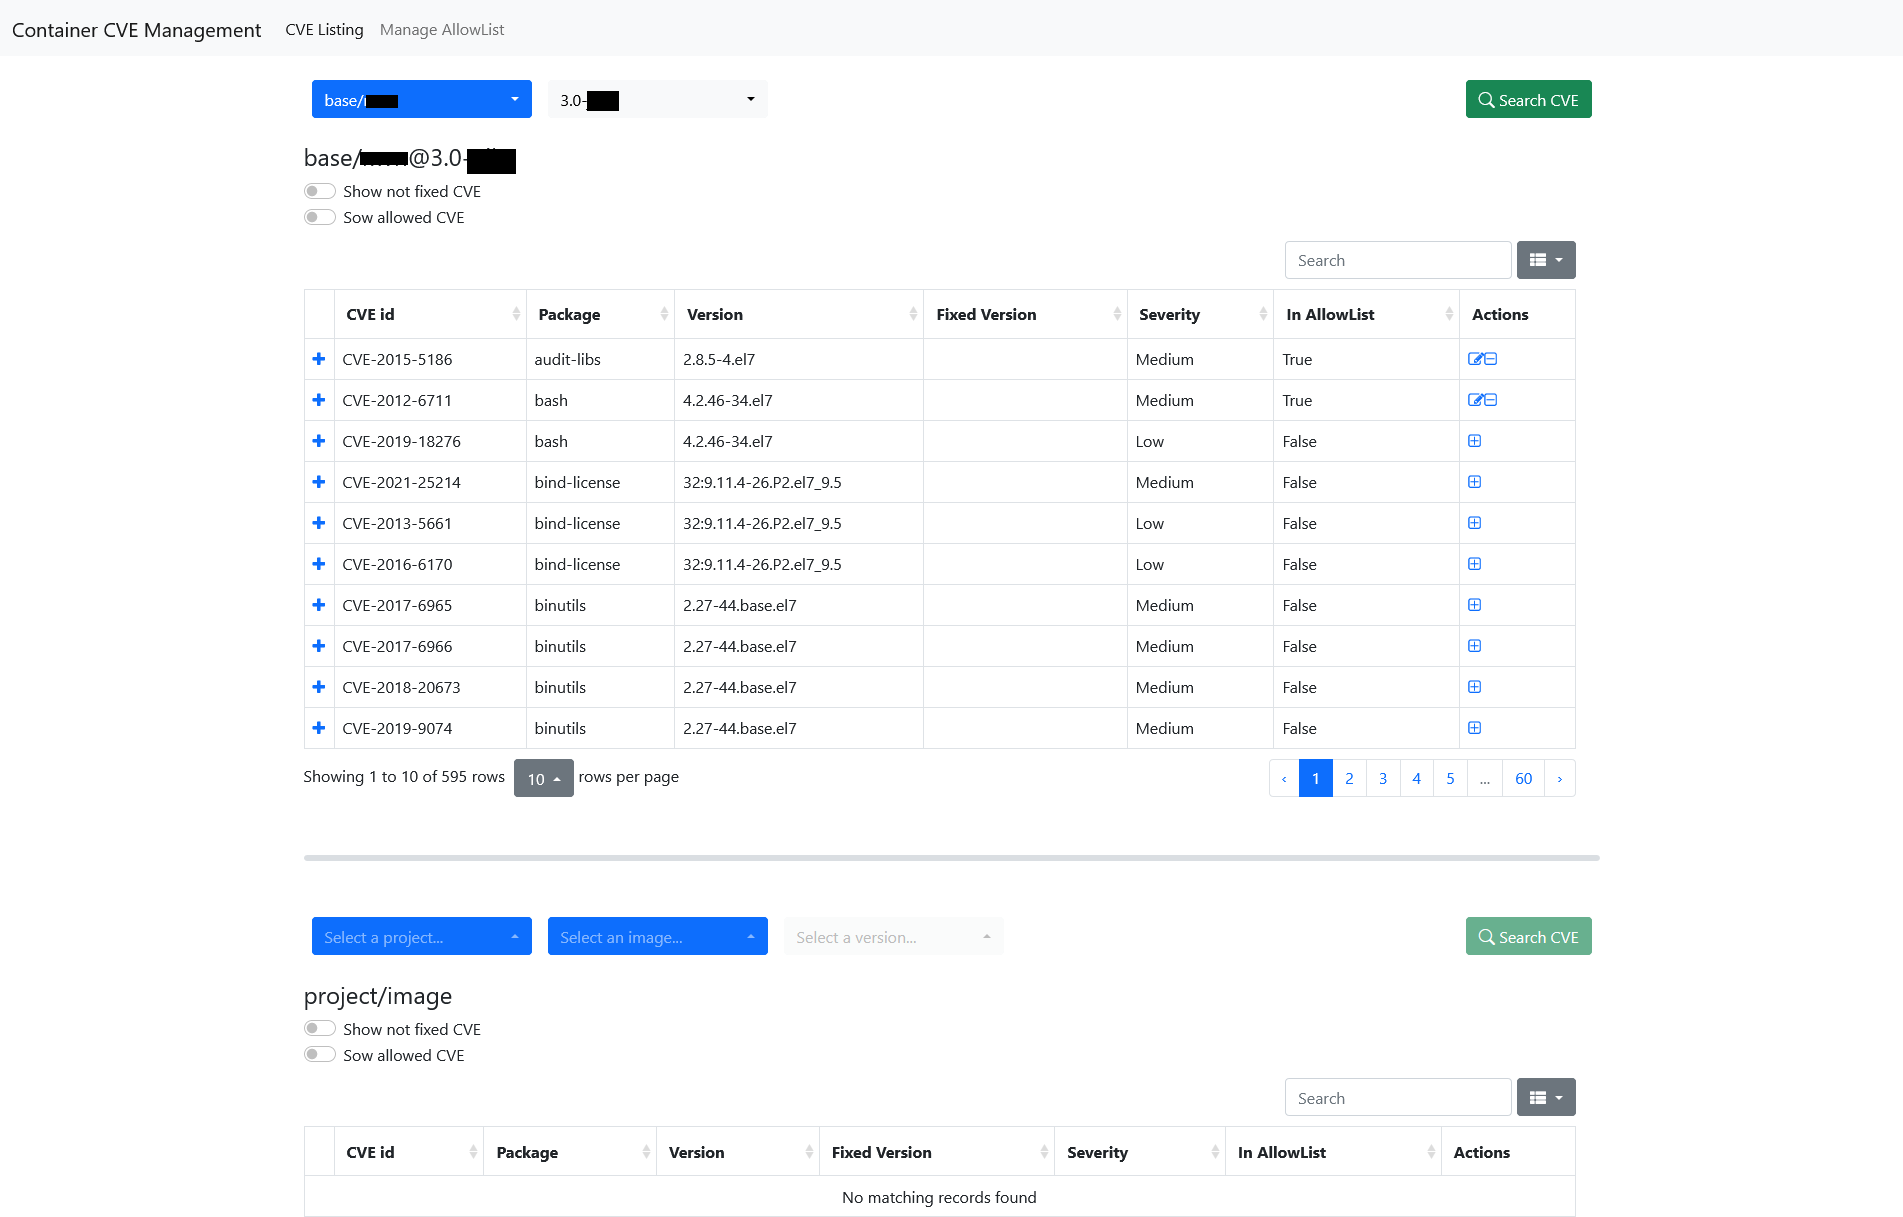 Container CVE Management CVE Listing Manage AllowList
base/ 3.0- Search CVE
base/ @3.0-
Show not fixed CVE
Sow allowed CVE
Search
CVE id Package Version Fixed Version Severity In AllowList Actions
CVE-2015-5186 audit-libs 2.8.5-4.el7 Medium True
CVE-2012-6711 bash 4.2.46-34.el7 Medium True
CVE-2019-18276 bash 4.2.46-34.el7 Low False
CVE-2021-25214 bind-license 32:9.11.4-26.P2.el7_9.5 Medium False
CVE-2013-5661 bind-license 32:9.11.4-26.P2.el7_9.5 Low False
CVE-2016-6170 bind-license 32:9.11.4-26.P2.el7_9.5 Low False
CVE-2017-6965 binutils 2.27-44.base.el7 Medium False
CVE-2017-6966 binutils 2.27-44.base.el7 Medium False
CVE-2018-20673 binutils 2.27-44.base.el7 Medium False
CVE-2019-9074 binutils 2.27-44.base.el7 Medium False
Showing 1 to 10 of 595 rows 10 rows per page ‹ 1 2 3 4 5 ... 60 ›
Select a project... Select an image... Select a version... Search CVE
project/image
Show not fixed CVE
Sow allowed CVE
Search
CVE id Package Version Fixed Version Severity In AllowList Actions
No matching records found